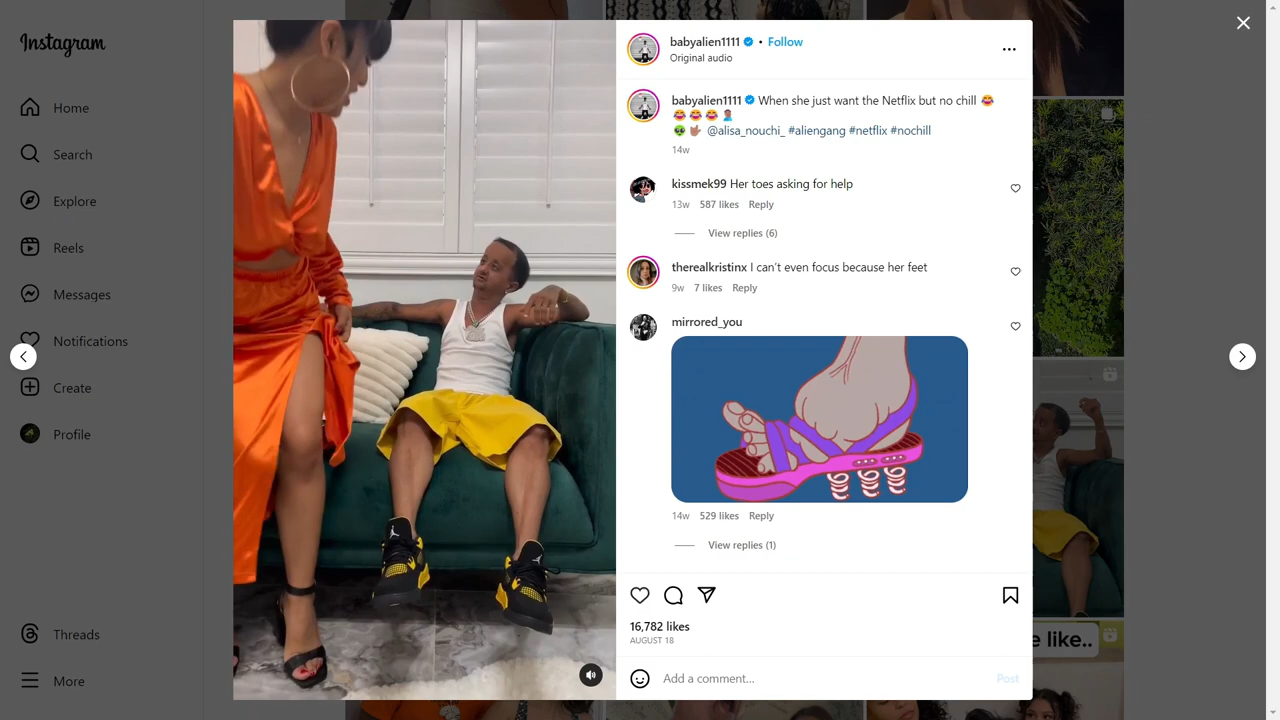 Instagram
Home
Search
Explore
Reels
Messages
Notifications
Create
Profile
Threads
More
babyalien1111 • Follow
Original audio
babyalien1111 When she just want the Netflix but no chill 😂
😂😂😂🤦🏽‍♂️
👽🤟🏽 @alisa_nouchi_ #aliengang #netflix #nochill
14w
kissmek99 Her toes asking for help
13w 587 likes Reply
View replies (6)
therealkristinx I can’t even focus because her feet
9w 7 likes Reply
mirrored_you
14w 529 likes Reply
View replies (1)
16,782 likes
AUGUST 18
Add a comment...
Post
e like..